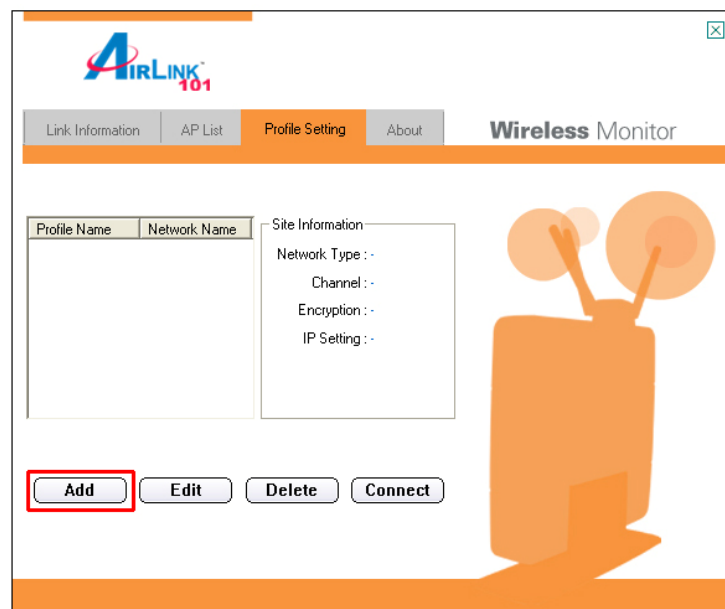 AIRLINK™
101
Link Information AP List Profile Setting About Wireless Monitor
Profile Name Network Name
Site Information
Network Type : -
Channel : -
Encryption : -
IP Setting : -
Add Edit Delete Connect